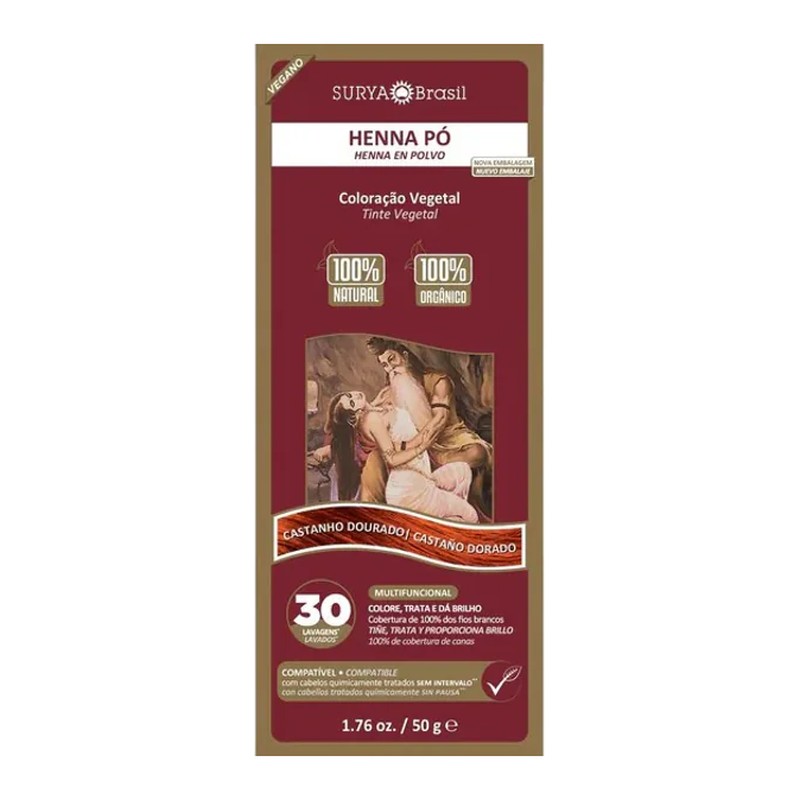 VEGANO
SURYA Brasil
HENNA PÓ
HENNA EN POLVO
NOVA EMBALAGEM
NUEVO EMBALAJE
Coloração Vegetal
Tinte Vegetal
100% NATURAL
100% ORGÂNICO
CASTANHO DOURADO | CASTAÑO DORADO
30
LAVAGENS*
LAVADOS*
MULTIFUNCIONAL
COLORE, TRATA E DÁ BRILHO
Cobertura de 100% dos fios brancos
TIÑE, TRATA Y PROPORCIONA BRILLO
100% de cobertura de canas
COMPATÍVEL • COMPATIBLE
com cabelos quimicamente tratados SEM INTERVALO**
con cabellos tratados químicamente SIN PAUSA**
1.76 oz. / 50 g ℮